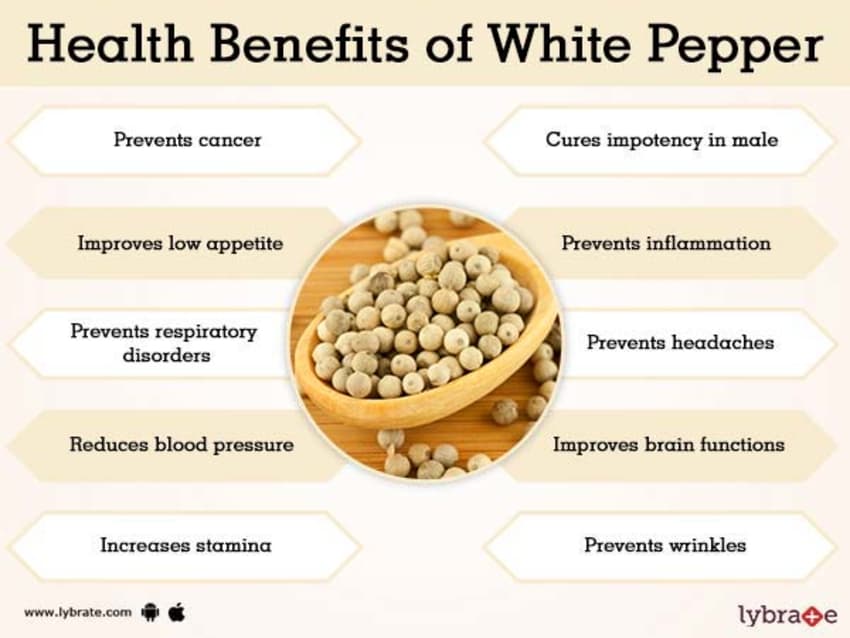 Health Benefits of White Pepper
Prevents cancer
Cures impotency in male
Improves low appetite
Prevents inflammation
Prevents respiratory
disorders
Prevents headaches
Reduces blood pressure
Improves brain functions
Increases stamina
Prevents wrinkles
www.lybrate.com
lybrate